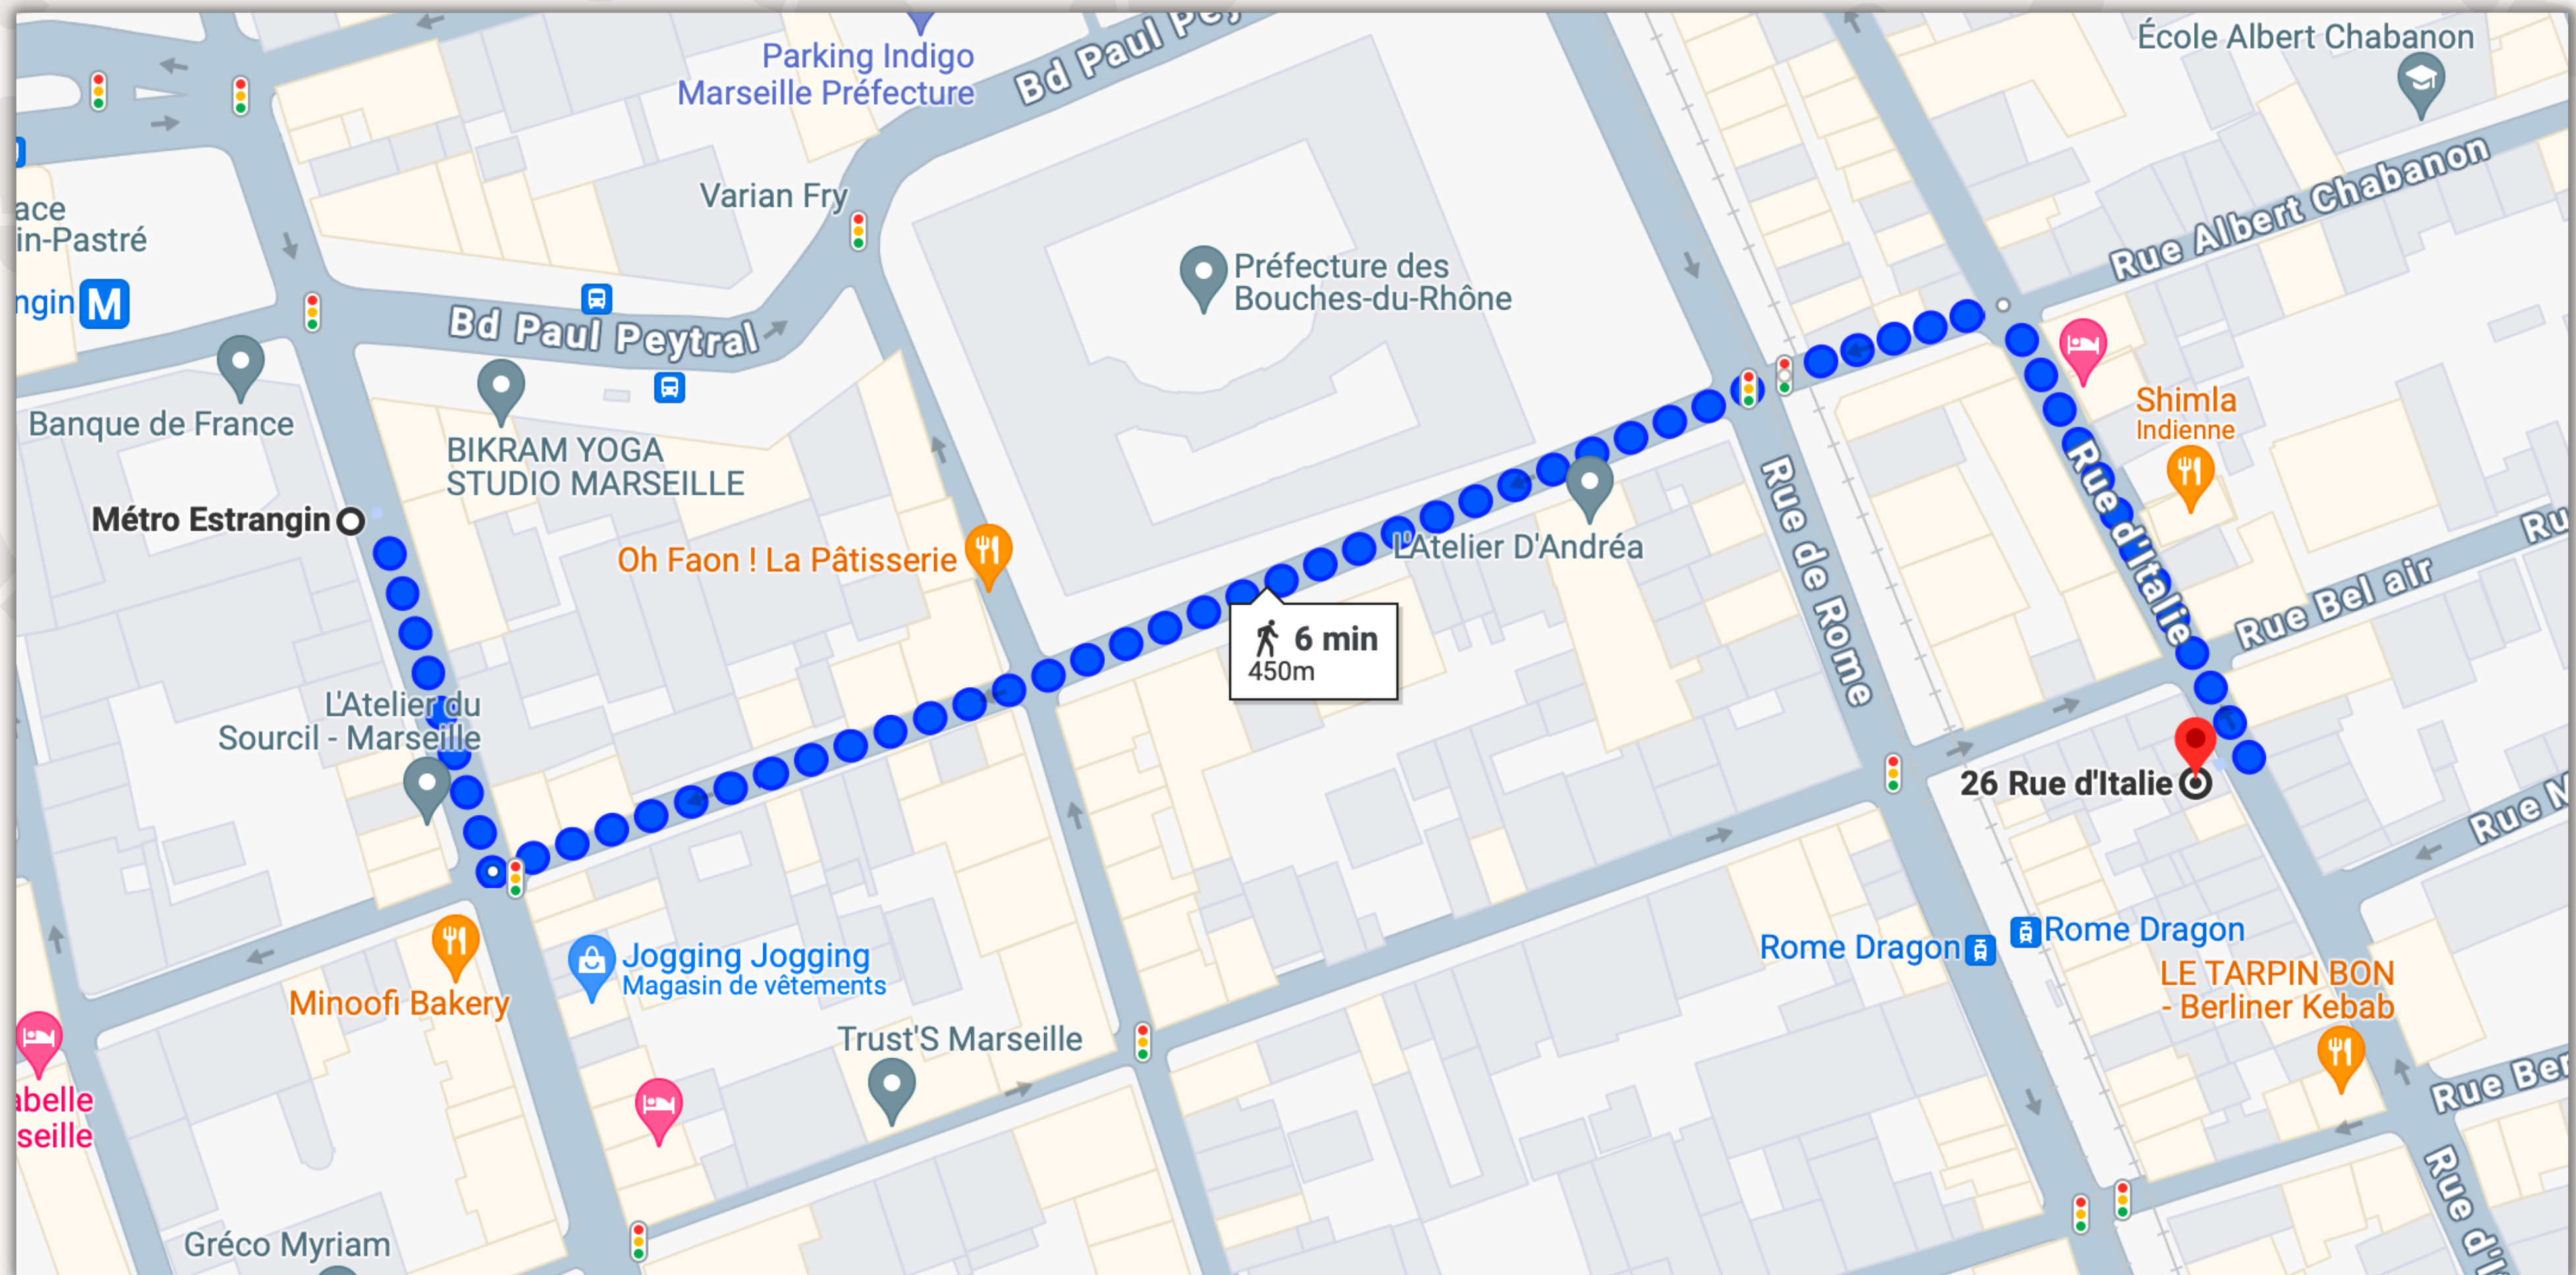 École Albert Chabanon
Parking Indigo
Marseille Préfecture
Bd Paul Pey
Varian Fry
Rue Albert Chabanon
ace
in-Pastré
Préfecture des
Bouches-du-Rhône
ngin M
Bd Paul Peytral
Banque de France
BIKRAM YOGA
STUDIO MARSEILLE
Shimla
Indienne
Métro Estrangin
Oh Faon ! La Pâtisserie
L'Atelier D'Andréa
Rue de Rome
Rue d'Italie
Rue Bel air
Ru
6 min
450m
L'Atelier du
Sourcil - Marseille
26 Rue d'Italie
Rue N
Rome Dragon
Rome Dragon
Jogging Jogging
Magasin de vêtements
Minoofi Bakery
LE TARPIN BON
- Berliner Kebab
Trust'S Marseille
abelle
seille
Rue Ber
Rue d'I
Gréco Myriam